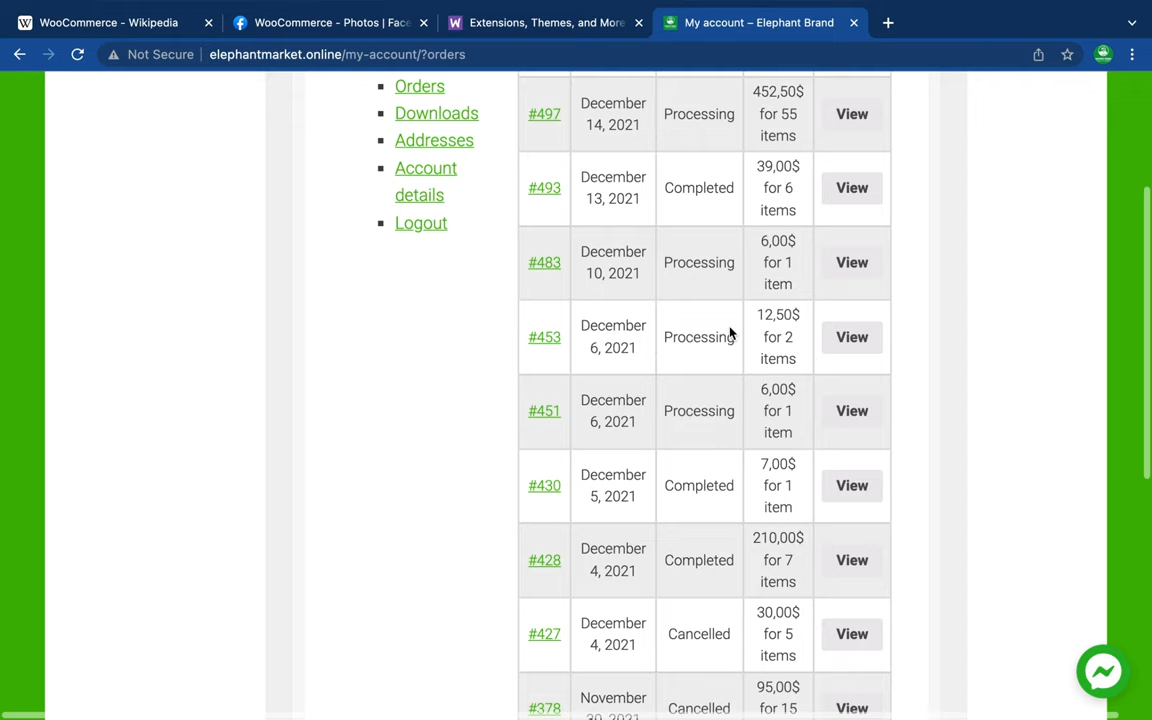 WooCommerce - Wikipedia
WooCommerce - Photos | Face
Extensions, Themes, and More
My account – Elephant Brand
Not Secure
elephantmarket.online/my-account/?orders
Orders
Downloads
Addresses
Account
details
Logout
#497
December
14, 2021
Processing
452,50$
for 55
items
View
#493
December
13, 2021
Completed
39,00$
for 6
items
View
#483
December
10, 2021
Processing
6,00$
for 1
item
View
#453
December
6, 2021
Processing
12,50$
for 2
items
View
#451
December
6, 2021
Processing
6,00$
for 1
item
View
#430
December
5, 2021
Completed
7,00$
for 1
item
View
#428
December
4, 2021
Completed
210,00$
for 7
items
View
#427
December
4, 2021
Cancelled
30,00$
for 5
items
View
#378
November
Cancelled
95,00$
for 15
View